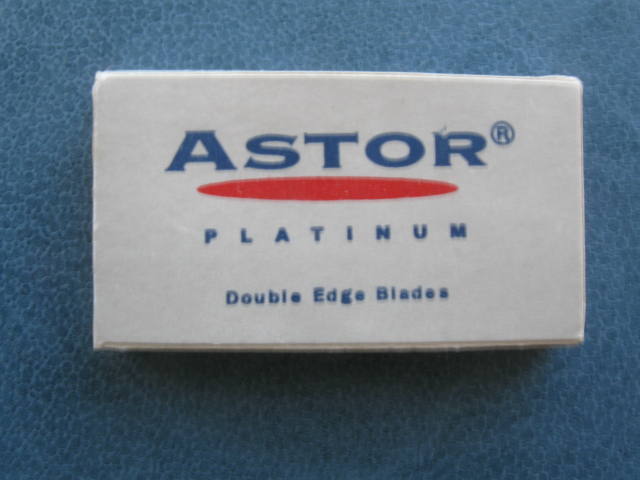 ASTOR®
PLATINUM
Double Edge Blades